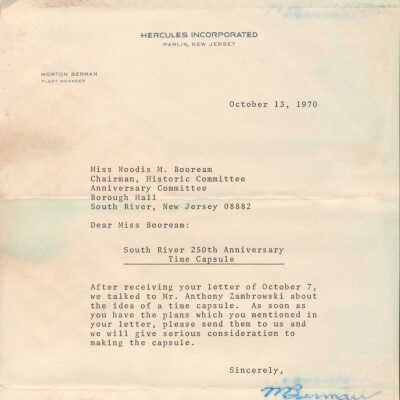 HERCULES INCORPORATED
PARLIN, NEW JERSEY
MORTON BERMAN
PLANT MANAGER
October 13, 1970
Miss Noodis M. Booream
Chairman, Historic Committee
Anniversary Committee
Borough Hall
South River, New Jersey 08882
Dear Miss Booream:
South River 250th Anniversary
Time Capsule
After receiving your letter of October 7,
we talked to Mr. Anthony Zambrowski about
the idea of a time capsule. As soon as
you have the plans which you mentioned in
your letter, please send them to us and
we will give serious consideration to
making the capsule.
Sincerely,
MBerman